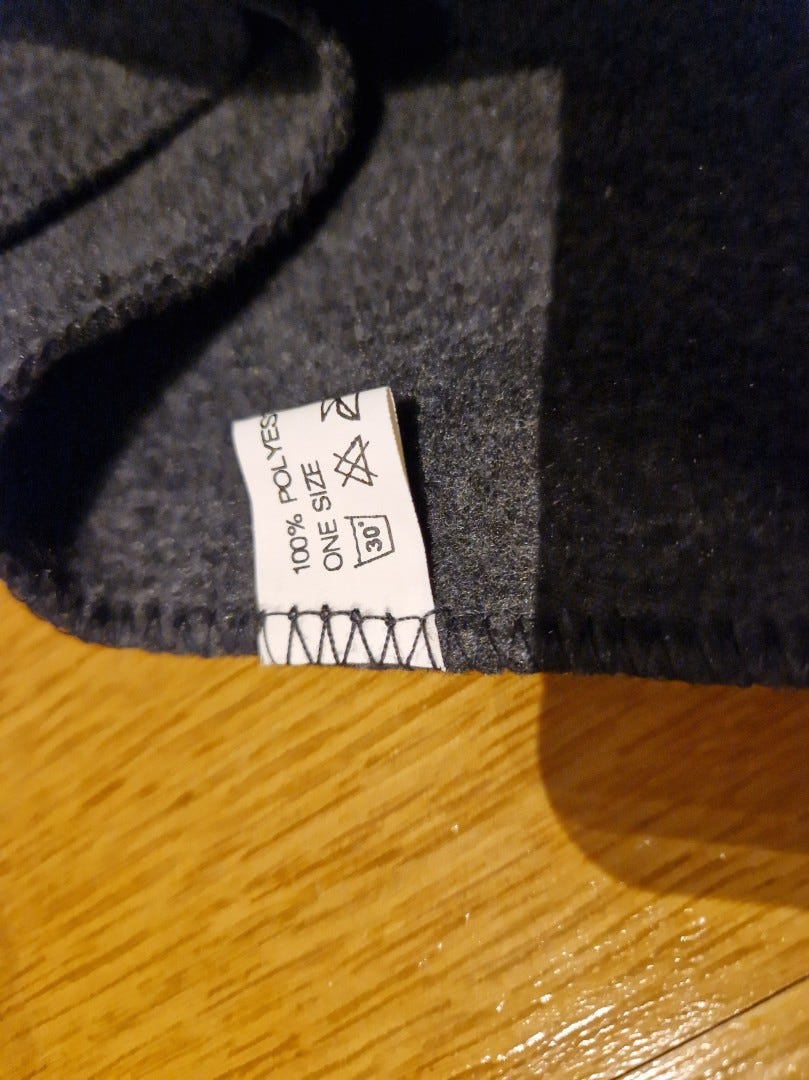 100% POLYES
ONE SIZE
30°